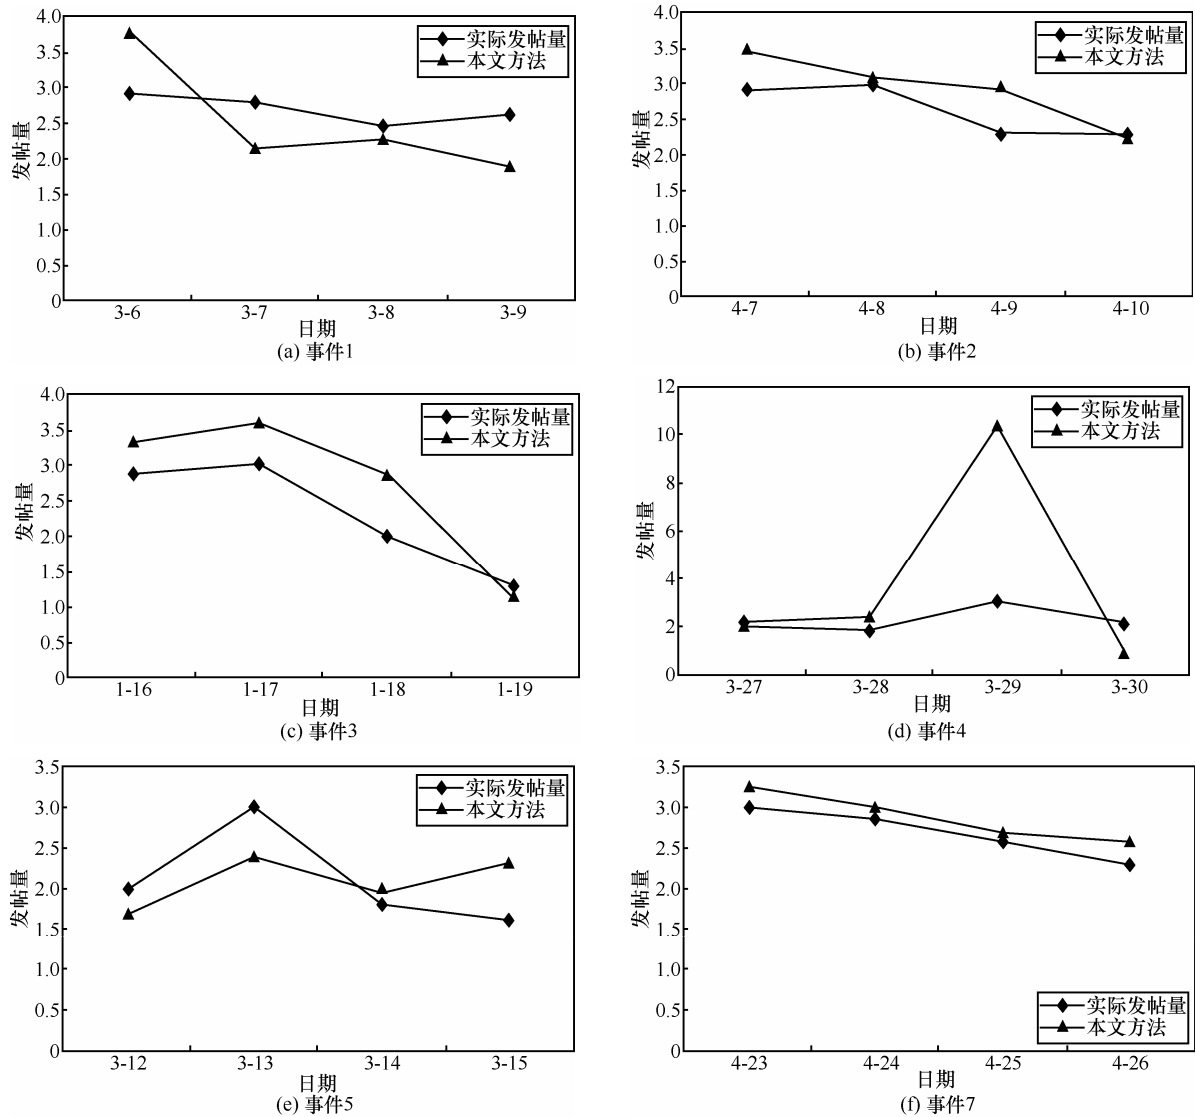 4.0
3.5
3.0
2.5
2.0
1.5
1.0
0.5
0
发帖量
实际发帖量
本文方法
3-6 3-7 3-8 3-9
日期
(a) 事件1
4.0
3.5
3.0
2.5
2.0
1.5
1.0
0.5
0
发帖量
实际发帖量
本文方法
4-7 4-8 4-9 4-10
日期
(b) 事件2
4.0
3.5
3.0
2.5
2.0
1.5
1.0
0.5
0
发帖量
实际发帖量
本文方法
1-16 1-17 1-18 1-19
日期
(c) 事件3
12
10
8
6
4
2
0
发帖量
实际发帖量
本文方法
3-27 3-28 3-29 3-30
日期
(d) 事件4
3.5
3.0
2.5
2.0
1.5
1.0
0.5
0
发帖量
实际发帖量
本文方法
3-12 3-13 3-14 3-15
日期
(e) 事件5
3.5
3.0
2.5
2.0
1.5
1.0
0.5
0
发帖量
实际发帖量
本文方法
4-23 4-24 4-25 4-26
日期
(f) 事件7